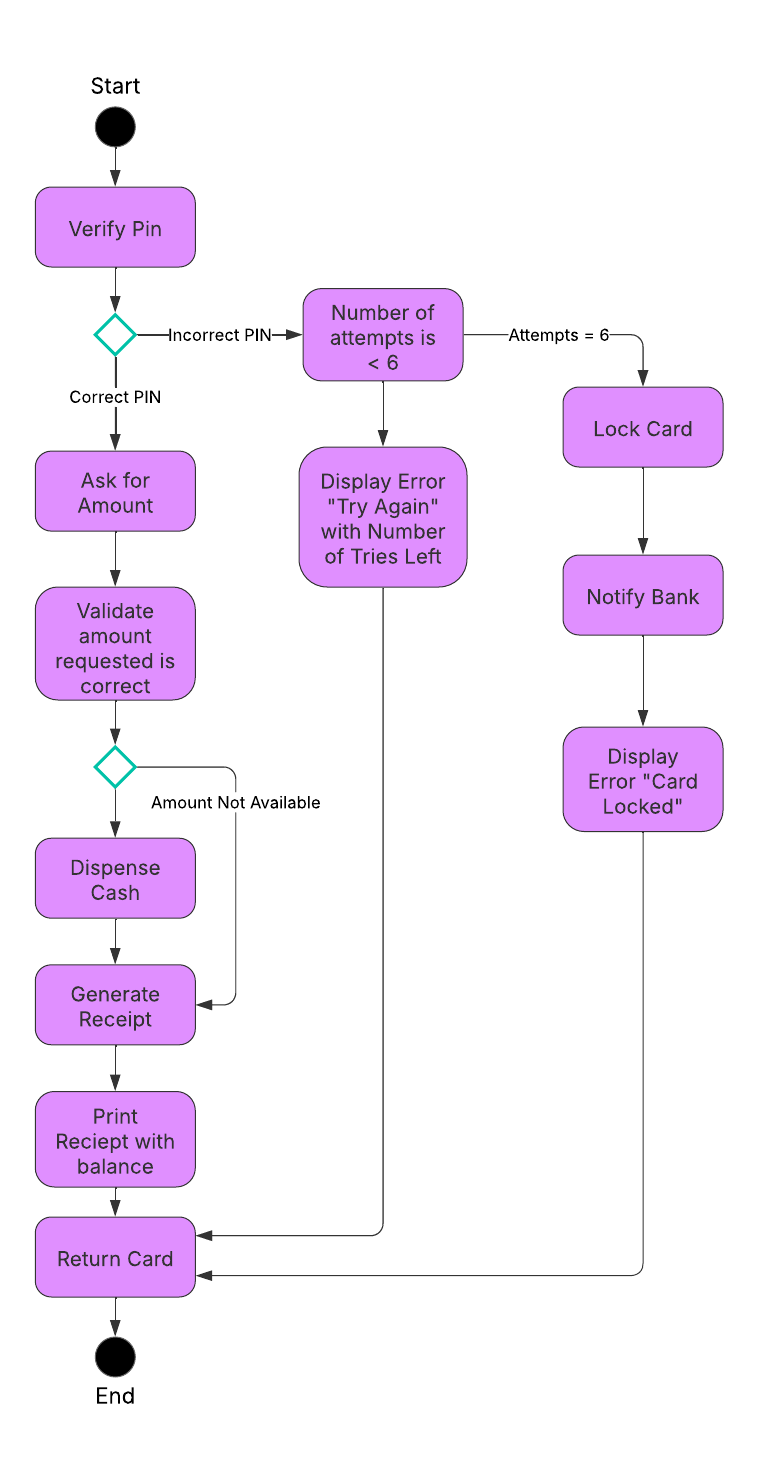 Start
Verify Pin
Incorrect PIN
Number of
attempts is
< 6
Attempts = 6
Correct PIN
Lock Card
Ask for
Amount
Display Error
"Try Again"
with Number
of Tries Left
Validate
amount
requested is
correct
Notify Bank
Amount Not Available
Display
Error "Card
Locked"
Dispense
Cash
Generate
Receipt
Print
Reciept with
balance
Return Card
End